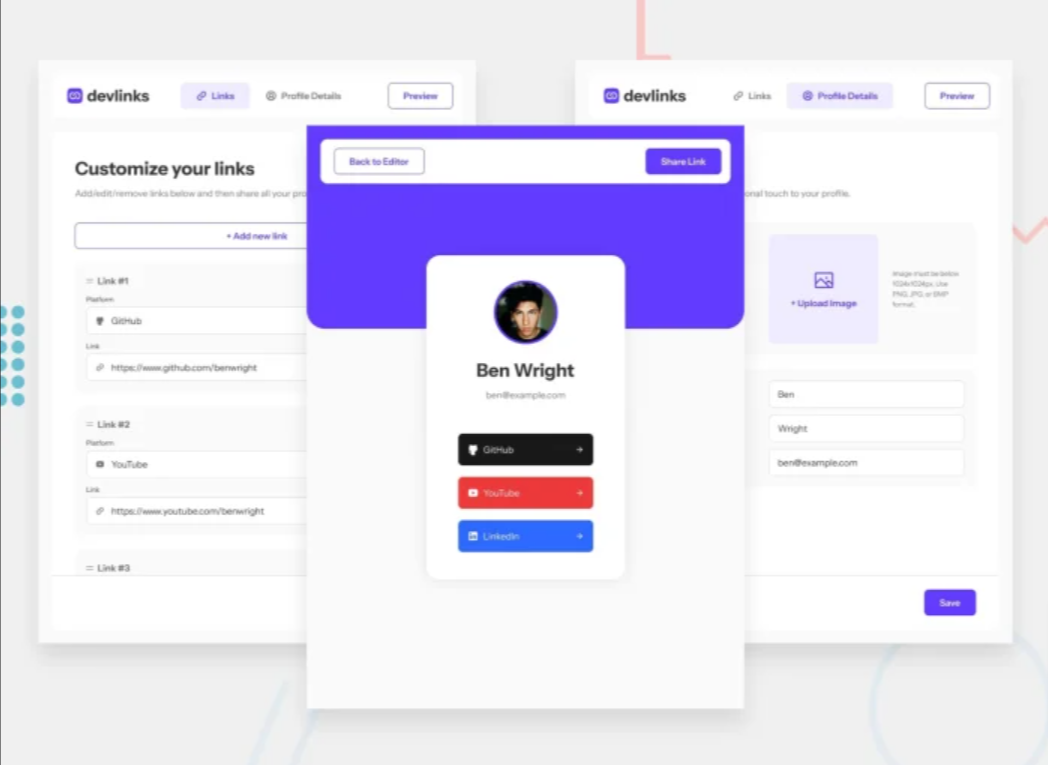 devlinks
Links
Profile Details
Preview
Customize your links
Add/edit/remove links below and then share all your
+ Add new link
Link #1
Platform
GitHub
Link
https://www.github.com/benwright
Link #2
Platform
YouTube
Link
https://www.youtube.com/benwright
Link #3
Back to Editor
Share Link
Ben Wright
ben@example.com
GitHub
YouTube
LinkedIn
devlinks
Links
Profile Details
Preview
touch to your profile.
+ Upload Image
Image must be below
1024x1024px. Use
PNG, JPG, or BMP
format.
Ben
Wright
ben@example.com
Save